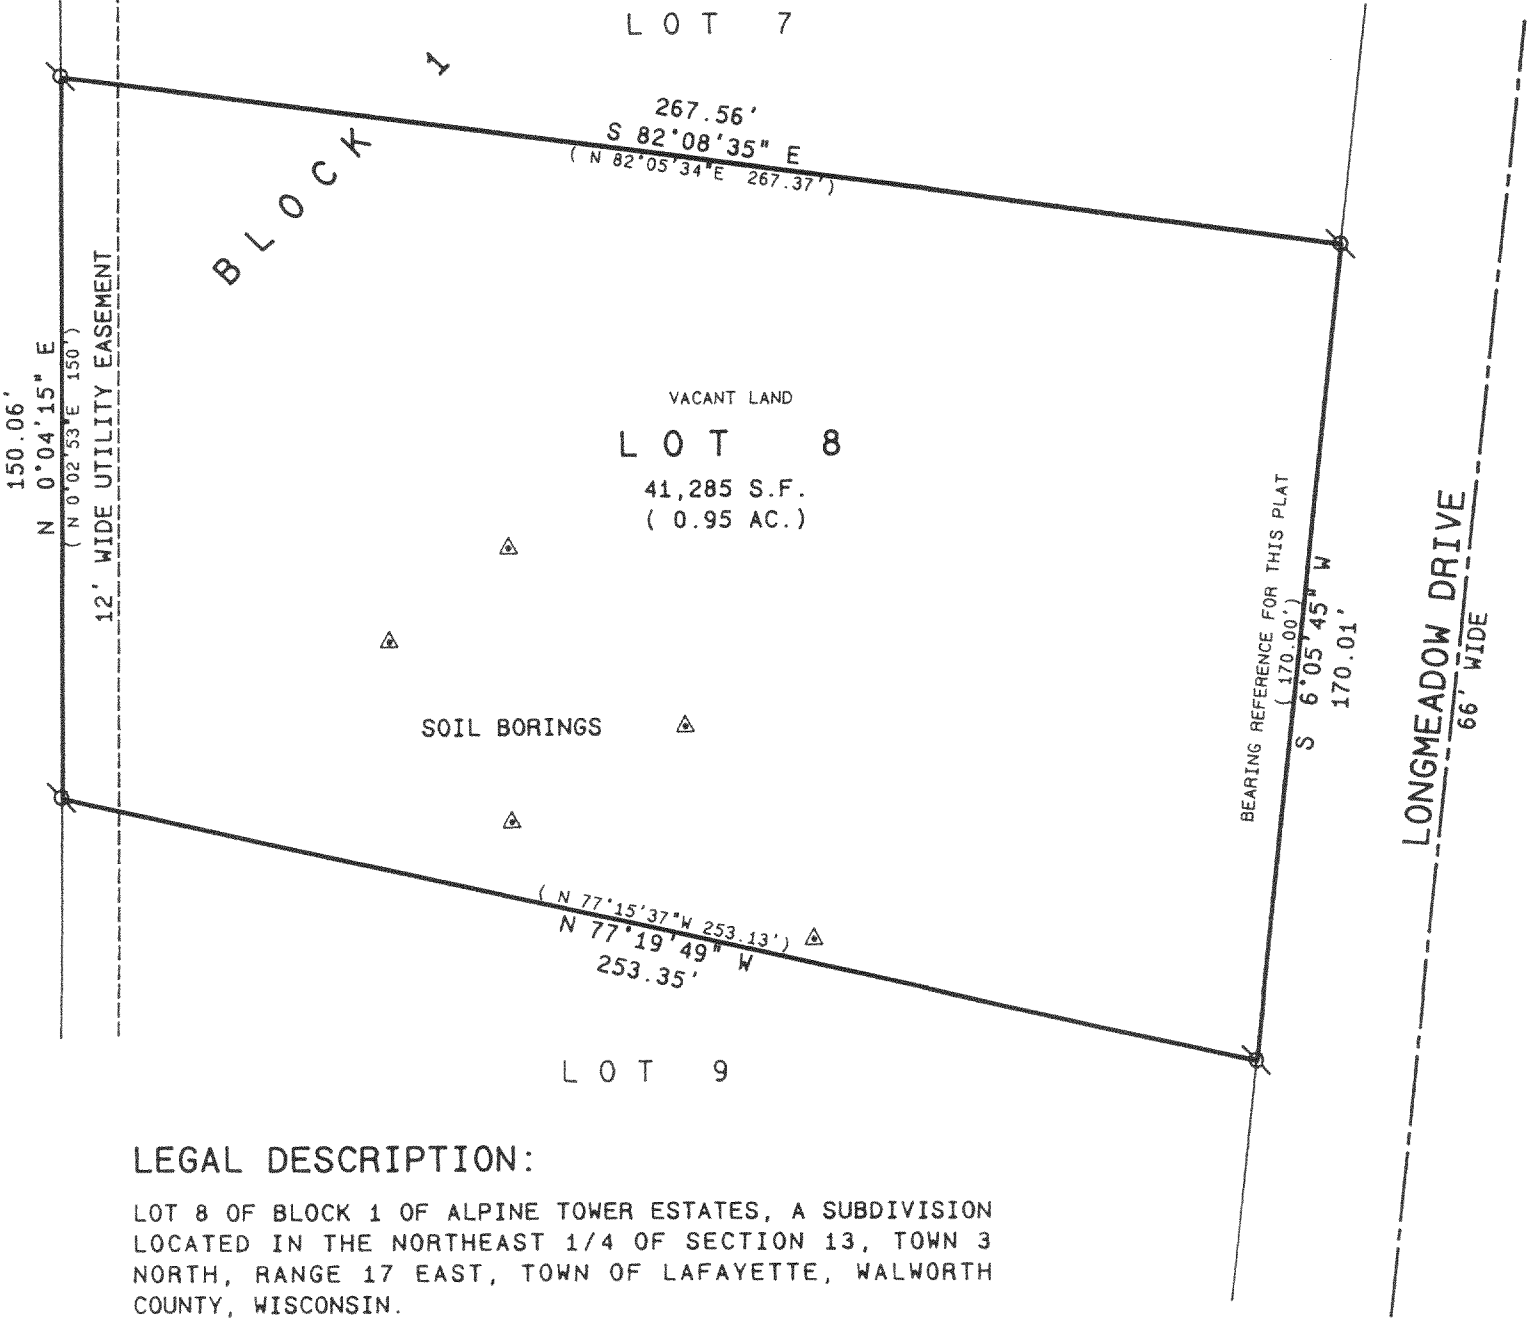 LOT 7
BLOCK 1
267.56'
S 82°08'35" E
( N 82°05'34"E 267.37')
150.06'
N 0°04'15" E
( N 0°02'53"E 150')
12' WIDE UTILITY EASEMENT
VACANT LAND
LOT 8
41,285 S.F.
( 0.95 AC.)
BEARING REFERENCE FOR THIS PLAT
( 170.00')
S 6°05'45" W
170.01'
LONGMEADOW DRIVE
66' WIDE
SOIL BORINGS
( N 77°15'37"W 253.13')
N 77°19'49" W
253.35'
LOT 9
LEGAL DESCRIPTION:
LOT 8 OF BLOCK 1 OF ALPINE TOWER ESTATES, A SUBDIVISION
LOCATED IN THE NORTHEAST 1/4 OF SECTION 13, TOWN 3
NORTH, RANGE 17 EAST, TOWN OF LAFAYETTE, WALWORTH
COUNTY, WISCONSIN.